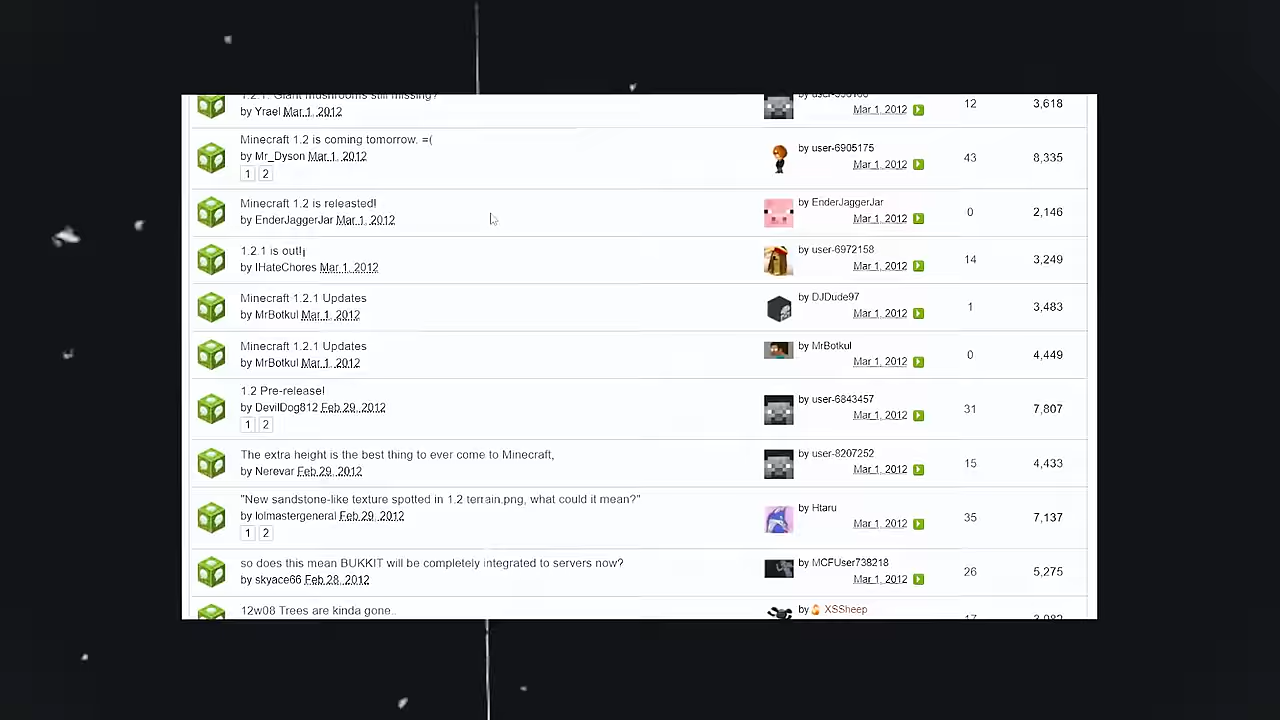 1.2.1. Giant mushrooms still missing?
by Yrael Mar 1, 2012
Mar 1, 2012
12
3,618
Minecraft 1.2 is coming tomorrow. =(
by Mr_Dyson Mar 1, 2012
1 2
by user-6905175
Mar 1, 2012
43
8,335
Minecraft 1.2 is releasted!
by EnderJaggerJar Mar 1, 2012
by EnderJaggerJar
Mar 1, 2012
0
2,146
1.2.1 is out!¡
by IHateChores Mar 1, 2012
by user-6972158
Mar 1, 2012
14
3,249
Minecraft 1.2.1 Updates
by MrBotkul Mar 1, 2012
by DJDude97
Mar 1, 2012
1
3,483
Minecraft 1.2.1 Updates
by MrBotkul Mar 1, 2012
by MrBotkul
Mar 1, 2012
0
4,449
1.2 Pre-release!
by DevilDog812 Feb 29, 2012
1 2
by user-6843457
Mar 1, 2012
31
7,807
The extra height is the best thing to ever come to Minecraft,
by Nerevar Feb 29, 2012
by user-8207252
Mar 1, 2012
15
4,433
"New sandstone-like texture spotted in 1.2 terrain.png, what could it mean?"
by lolmastergeneral Feb 29, 2012
1 2
by Htaru
Mar 1, 2012
35
7,137
so does this mean BUKKIT will be completely integrated to servers now?
by skyace66 Feb 28, 2012
by MCFUser738218
Mar 1, 2012
26
5,275
12w08 Trees are kinda gone..
by XSSheep